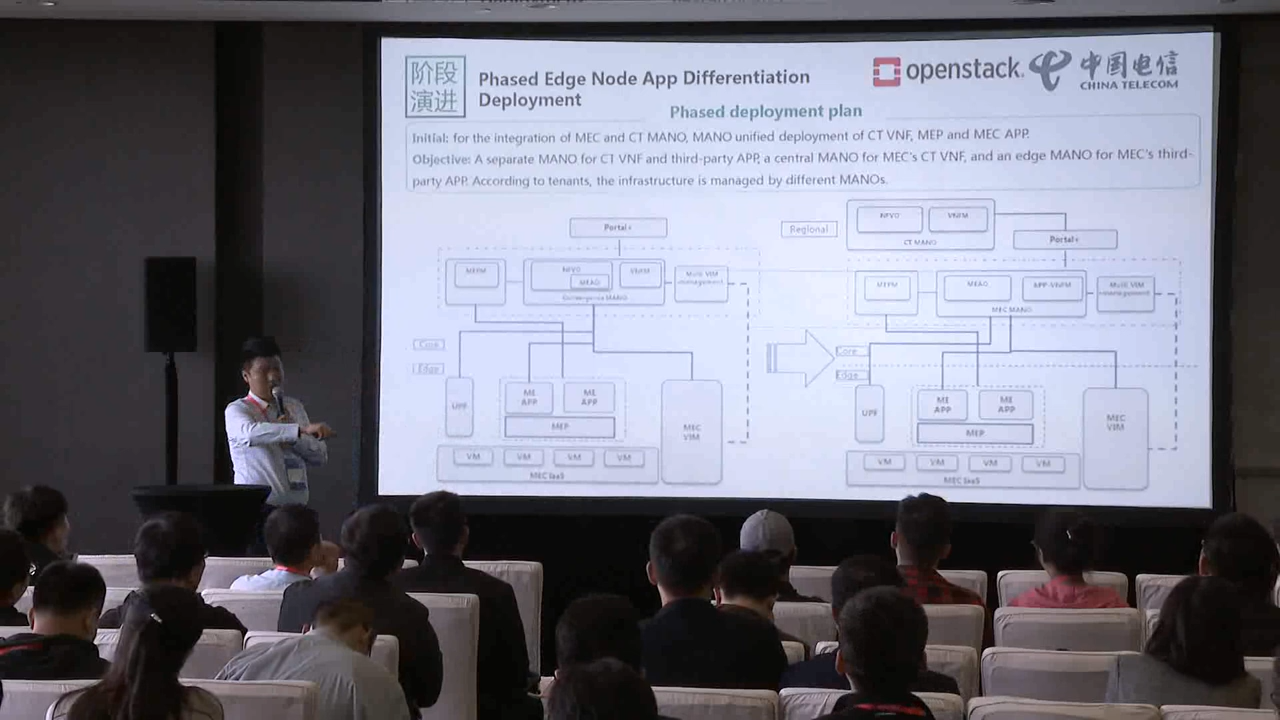 阶段
演进
Phased Edge Node App Differentiation
Deployment
openstack.
中国电信
CHINA TELECOM
Phased deployment plan
Initial: for the integration of MEC and CT MANO, MANO unified deployment of CT VNF, MEP and MEC APP.
Objective: A separate MANO for CT VNF and third-party APP, a central MANO for MEC's CT VNF, and an edge MANO for MEC's third-
party APP. According to tenants, the infrastructure is managed by different MANOs.
Portal+
MEPM
NFVO
MEAO
VNFM
Multi VIM
management
Convergence MANO
Core
Edge
UPF
ME
APP
ME
APP
MEP
MEC
VIM
VM
VM
VM
VM
MEC IaaS
Regional
NFVO
VNFM
CT MANO
Portal+
MEPM
MEAO
APP-VNFM
Multi VIM
management
MEC MANO
Core
Edge
UPF
ME
APP
ME
APP
MEP
MEC
VIM
VM
VM
VM
VM
MEC IaaS